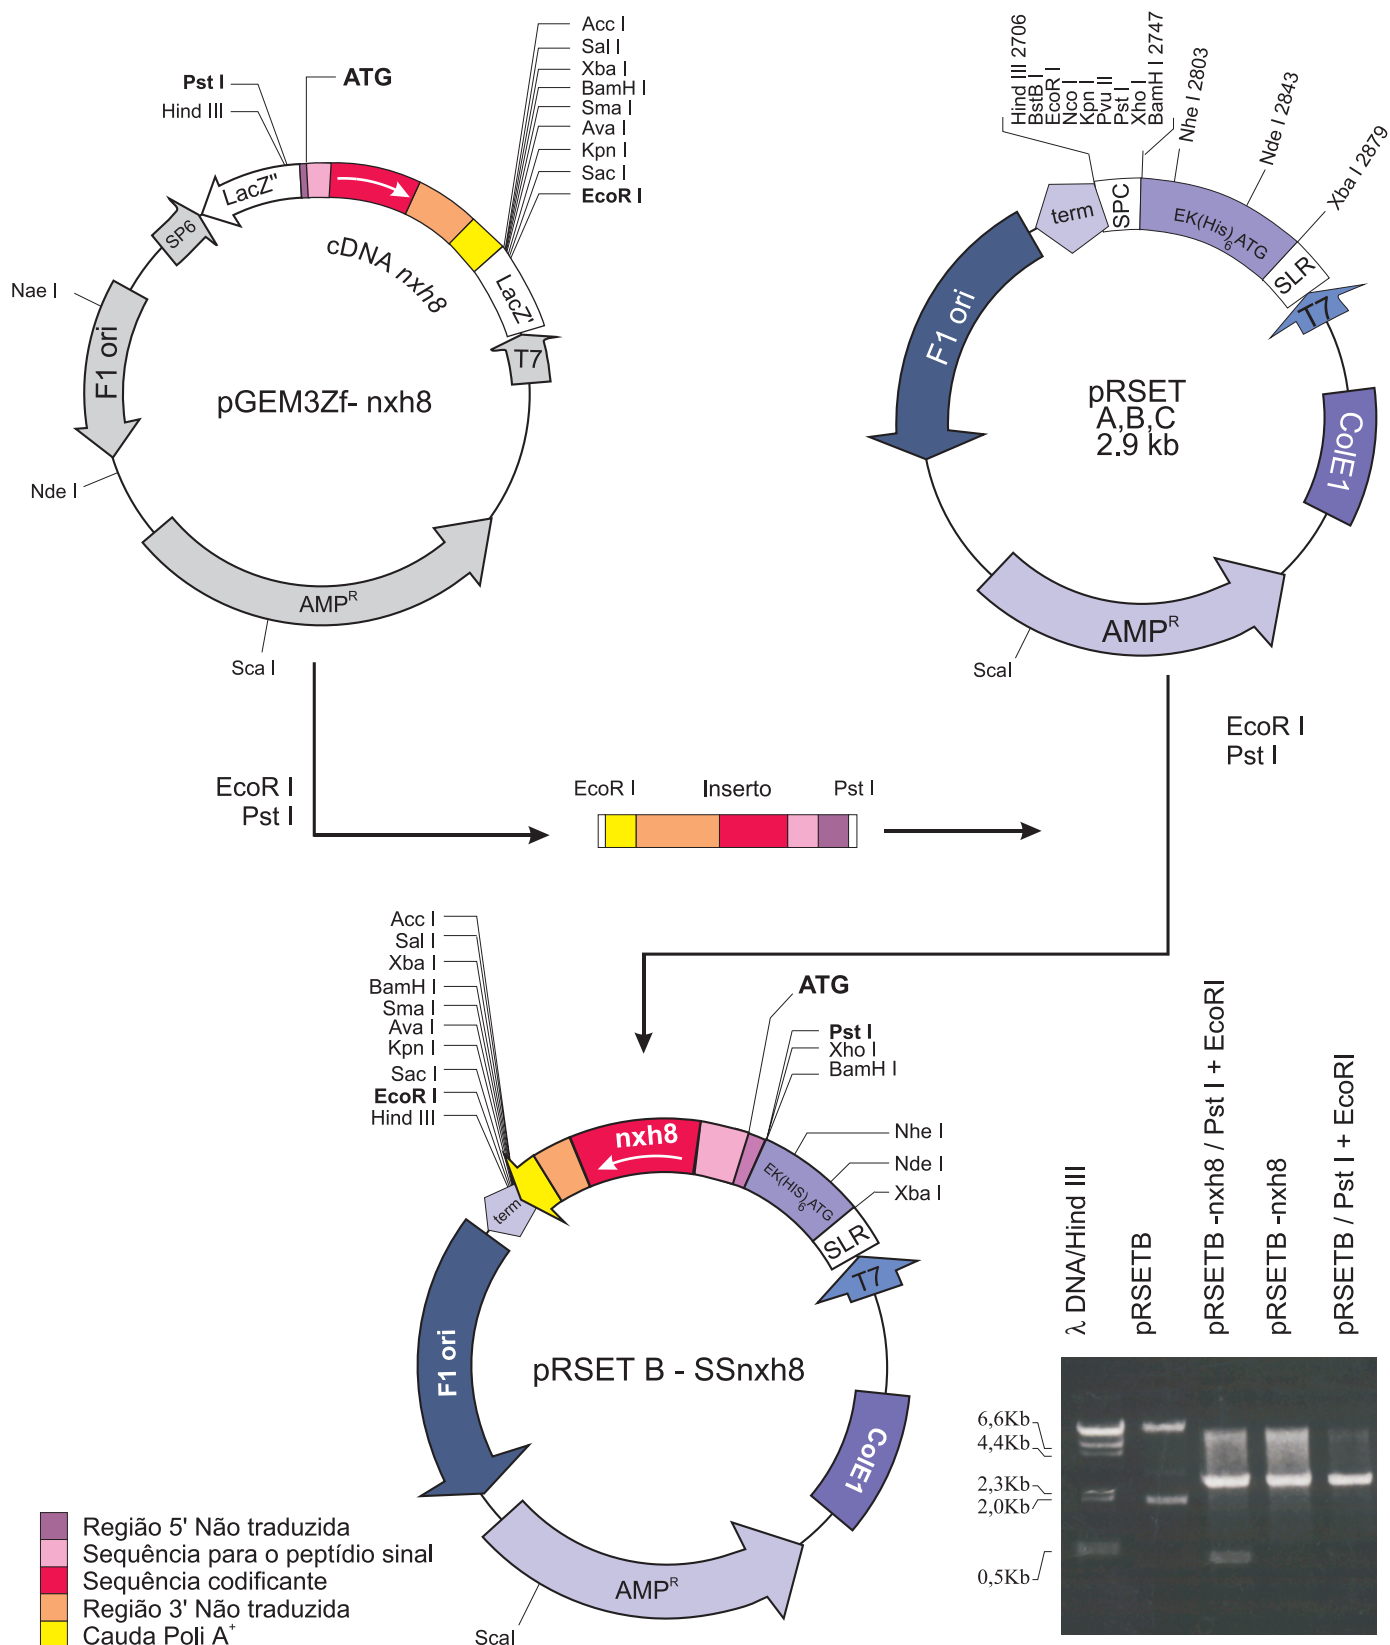 Acc I
Sal I
Xba I
BamH I
Sma I
Ava I
Kpn I
Sac I
EcoR I
Pst I
ATG
Hind III
LacZ"
SP6
cDNA nxh8
LacZ'
T7
Nae I
F1 ori
pGEM3Zf- nxh8
Nde I
AMPR
Sca I
Hind III 2706
BstB I
EcoR I
Nco I
Kpn I
Pvu II
Pst I
Xho I
BamH I 2747
Nhe I 2803
Nde I 2843
Xba I 2879
term
SPC
EK(His)6 ATG
SLR
T7
F1 ori
pRSET
A,B,C
2.9 kb
ColE1
AMPR
ScaI
EcoR I
Pst I
EcoR I
Pst I
EcoR I Inserto Pst I
Acc I
Sal I
Xba I
BamH I
Sma I
Ava I
Kpn I
Sac I
EcoR I
Hind III
ATG
Pst I
Xho I
BamH I
Nhe I
Nde I
Xba I
nxh8
EK(HIS)6 ATG
term
SLR
T7
F1 ori
pRSET B - SSnxh8
ColE1
AMPR
ScaI
λ DNA/Hind III
pRSETB
pRSETB -nxh8 / Pst I + EcoRI
pRSETB -nxh8
pRSETB / Pst I + EcoRI
6,6Kb
4,4Kb
2,3Kb
2,0Kb
0,5Kb
Região 5' Não traduzida
Sequência para o peptídio sinal
Sequência codificante
Região 3' Não traduzida
Cauda Poli A+